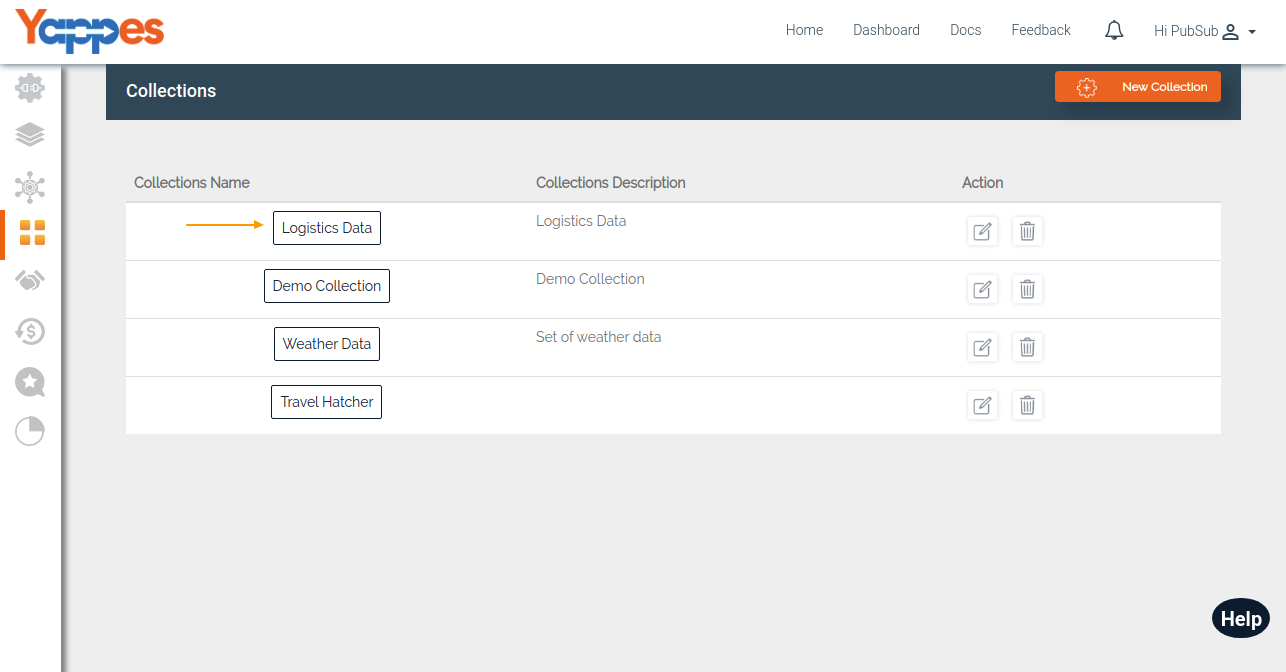 Yappes
Home Dashboard Docs Feedback Hi PubSub
Collections New Collection
Collections Name Collections Description Action
Logistics Data Logistics Data
Demo Collection Demo Collection
Weather Data Set of weather data
Travel Hatcher
Help